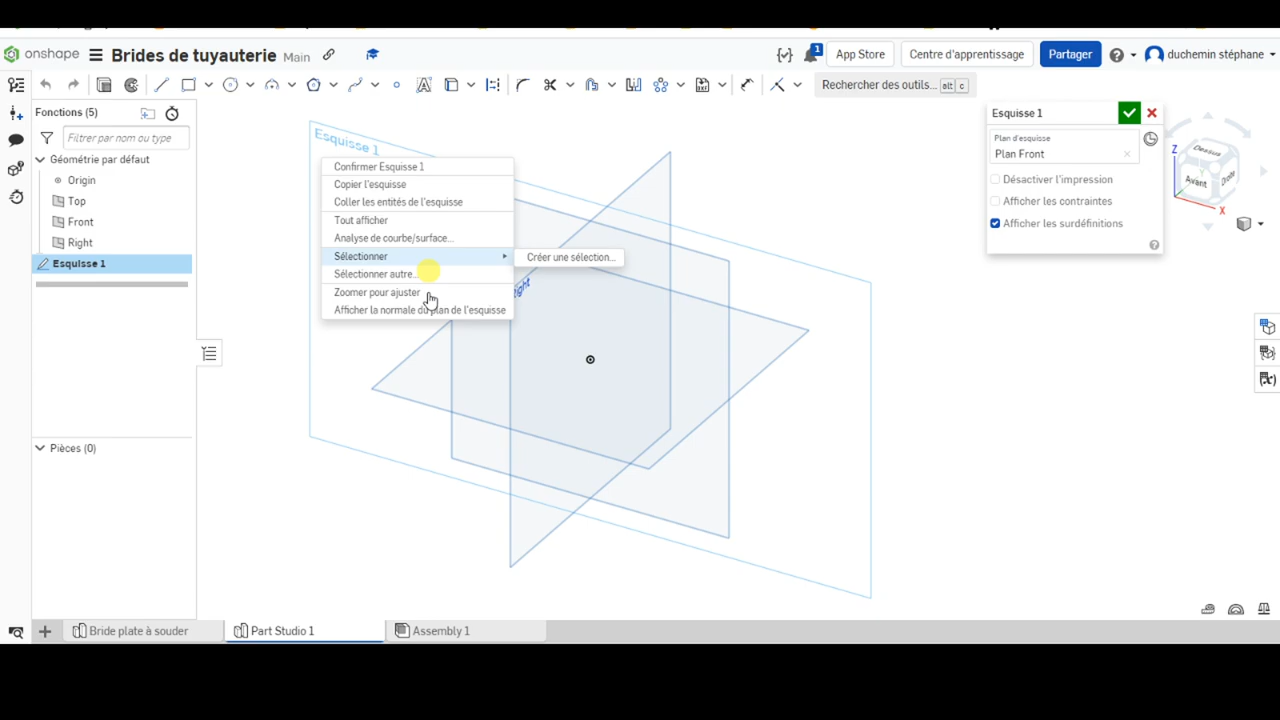 onshape Brides de tuyauterie Main 1 App Store Centre d'apprentissage Partager duchemin stéphane
Rechercher des outils... alt c
Fonctions (5)
Filtrer par nom ou type
Géométrie par défaut
Origin
Top
Front
Right
Esquisse 1
Pièces (0)
Esquisse 1
Confirmer Esquisse 1
Copier l'esquisse
Coller les entités de l'esquisse
Tout afficher
Analyse de courbe/surface...
Sélectionner
Créer une sélection...
Sélectionner autre...
Zoomer pour ajuster
Afficher la normale du plan de l'esquisse
Esquisse 1
Plan d'esquisse
Plan Front
Désactiver l'impression
Afficher les contraintes
Afficher les surdéfinitions
Z
Dessus
Avant
Droite
X
Bride plate à souder
Part Studio 1
Assembly 1